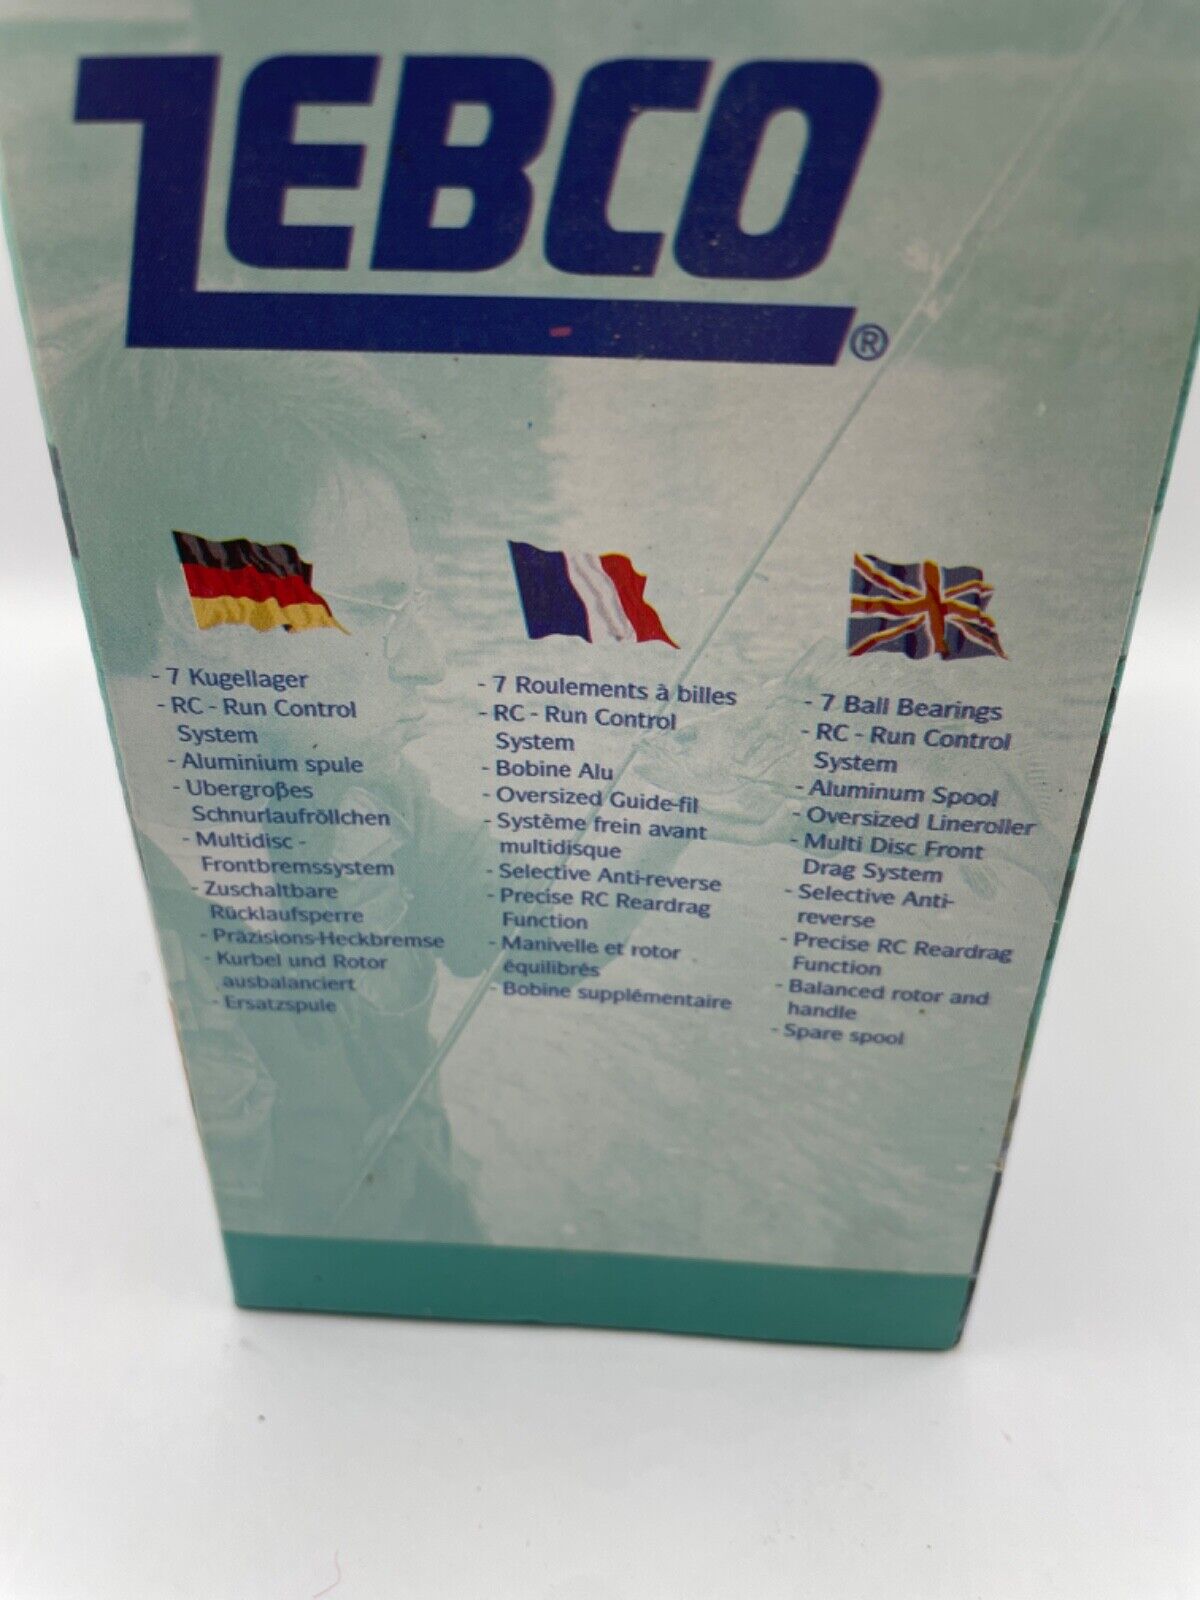 ZEBCO®
- 7 Kugellager
- RC - Run Control
System
- Aluminium spule
- Ubergroßes
Schnurlaufröllchen
- Multidisc -
Frontbremssystem
- Zuschaltbare
Rücklaufsperre
- Präzisions-Heckbremse
- Kurbel und Rotor
ausbalanciert
- Ersatzspule
- 7 Roulements à billes
- RC - Run Control
System
- Bobine Alu
- Oversized Guide-fil
- Système frein avant
multidisque
- Selective Anti-reverse
- Precise RC Reardrag
Function
- Manivelle et rotor
équilibrés
- Bobine supplémentaire
- 7 Ball Bearings
- RC - Run Control
System
- Aluminum Spool
- Oversized Lineroller
- Multi Disc Front
Drag System
- Selective Anti-
reverse
- Precise RC Reardrag
Function
- Balanced rotor and
handle
- Spare spool